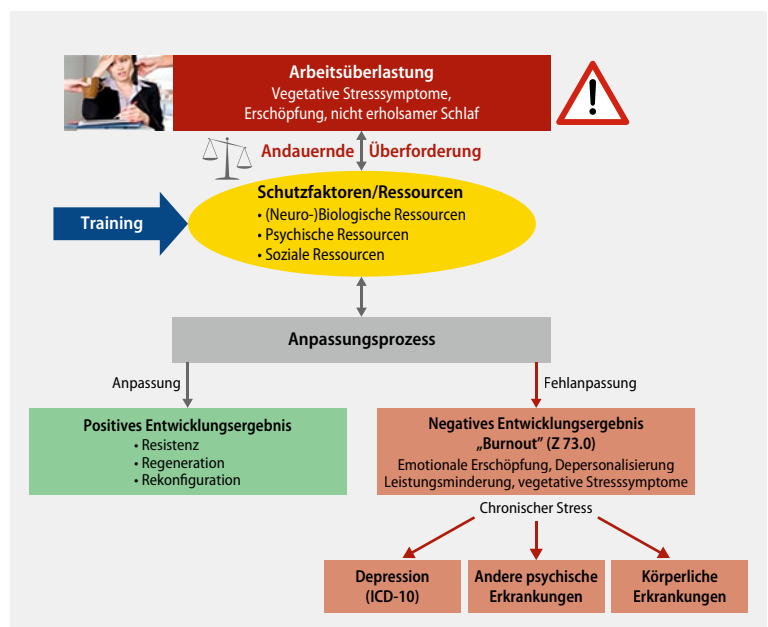 Arbeitsüberlastung
Vegetative Stresssymptome,
Erschöpfung, nicht erholsamer Schlaf
!
Andauernde Überforderung
Schutzfaktoren/Ressourcen
• (Neuro-)Biologische Ressourcen
• Psychische Ressourcen
• Soziale Ressourcen
Training
Anpassungsprozess
Anpassung
Fehlanpassung
Positives Entwicklungsergebnis
• Resistenz
• Regeneration
• Rekonfiguration
Negatives Entwicklungsergebnis
„Burnout” (Z 73.0)
Emotionale Erschöpfung, Depersonalisierung
Leistungsminderung, vegetative Stresssymptome
Chronischer Stress
Depression
(ICD-10)
Andere psychische
Erkrankungen
Körperliche
Erkrankungen